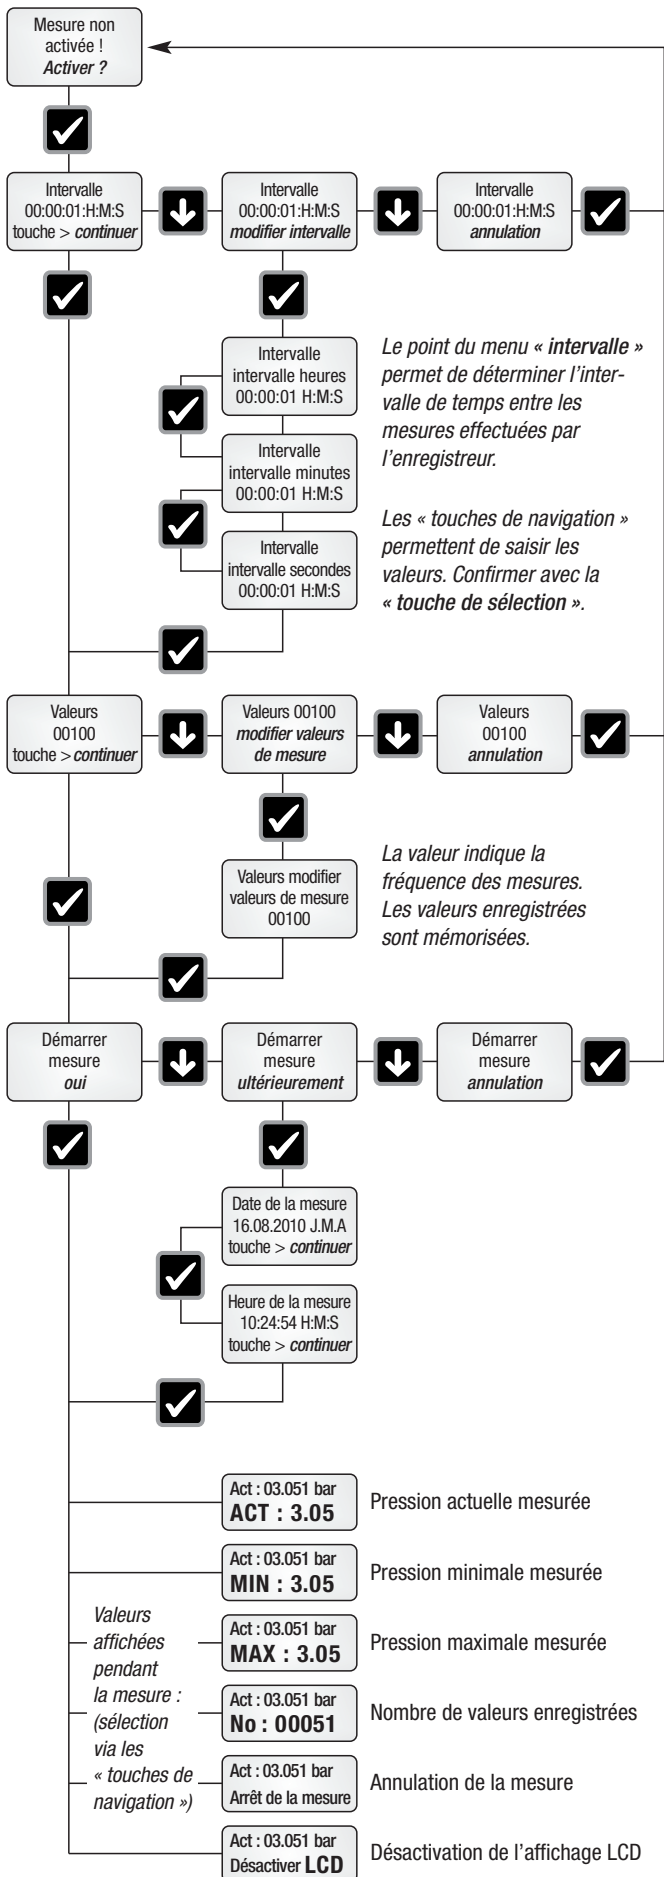 Mesure non
activée !
Activer ?
Intervalle
00:00:01:H:M:S
touche > continuer
Intervalle
00:00:01:H:M:S
modifier intervalle
Intervalle
00:00:01:H:M:S
annulation
Intervalle
intervalle heures
00:00:01 H:M:S
Intervalle
intervalle minutes
00:00:01 H:M:S
Intervalle
intervalle secondes
00:00:01 H:M:S
Le point du menu « intervalle »
permet de déterminer l’inter-
valle de temps entre les
mesures effectuées par
l’enregistreur.
Les « touches de navigation »
permettent de saisir les
valeurs. Confirmer avec la
« touche de sélection ».
Valeurs
00100
touche > continuer
Valeurs 00100
modifier valeurs
de mesure
Valeurs
00100
annulation
Valeurs modifier
valeurs de mesure
00100
La valeur indique la
fréquence des mesures.
Les valeurs enregistrées
sont mémorisées.
Démarrer
mesure
oui
Démarrer
mesure
ultérieurement
Démarrer
mesure
annulation
Date de la mesure
16.08.2010 J.M.A
touche > continuer
Heure de la mesure
10:24:54 H:M:S
touche > continuer
Act : 03.051 bar
ACT : 3.05
Pression actuelle mesurée
Act : 03.051 bar
MIN : 3.05
Pression minimale mesurée
Valeurs
affichées
pendant
la mesure :
(sélection
via les
« touches de
navigation »)
Act : 03.051 bar
MAX : 3.05
Pression maximale mesurée
Act : 03.051 bar
No : 00051
Nombre de valeurs enregistrées
Act : 03.051 bar
Arrêt de la mesure
Annulation de la mesure
Act : 03.051 bar
Désactiver LCD
Désactivation de l’affichage LCD